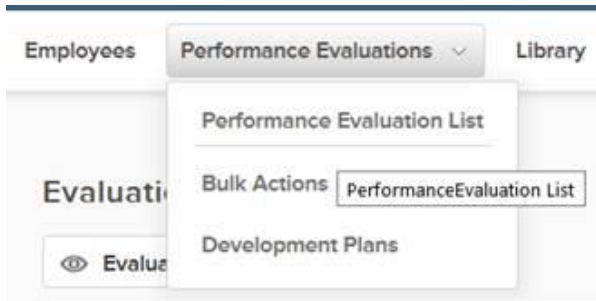 Employees Performance Evaluations Library
Performance Evaluation List
Bulk Actions
PerformanceEvaluation List
Development Plans